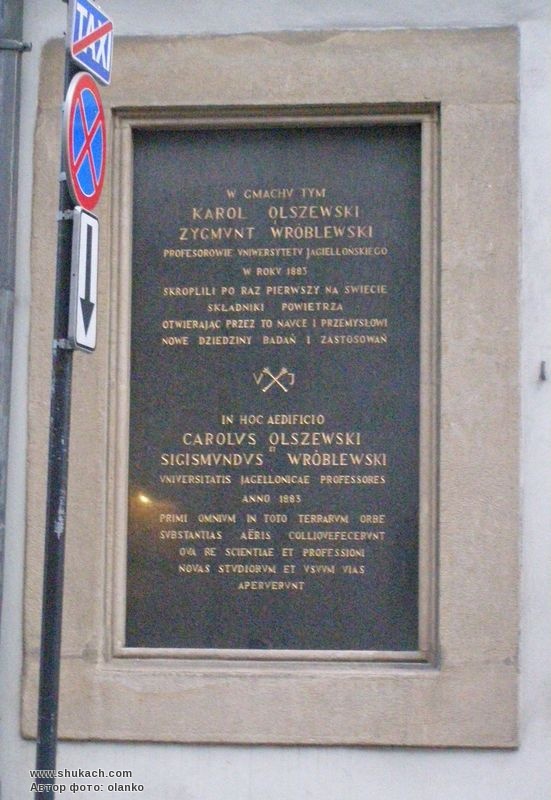 TAXI
W GMACHV TYM
KAROL OLSZEWSKI
I
ZYGMVNT WRÓBLEWSKI
PROFESOROWIE VNIWERSYTETV JAGIELLOŃSKIEGO
W ROKV 1883
SKROPLILI PO RAZ PIERWSZY NA ŚWIECIE
SKŁADNIKI POWIETRZA
OTWIERAJĄC PRZEZ TO NAVCE I PRZEMYSŁOWI
NOWE DZIEDZINY BADAŃ I ZASTOSOWAŃ
V J
IN HOC AEDIFICIO
CAROLVS OLSZEWSKI
ET
SIGISMVNDVS WRÓBLEWSKI
VNIVERSITATIS JAGELLONICAE PROFESSORES
ANNO 1883
PRIMI OMNIVM IN TOTO TERRARVM ORBE
SVBSTANTIAS AËRIS COLLIQVEFECERVNT
QVA RE SCIENTIAE ET PROFESSIONI
NOVAS STVDIORVM ET VSVVM VIAS
APERVERVNT
www.shukach.com
Автор фото: olanko